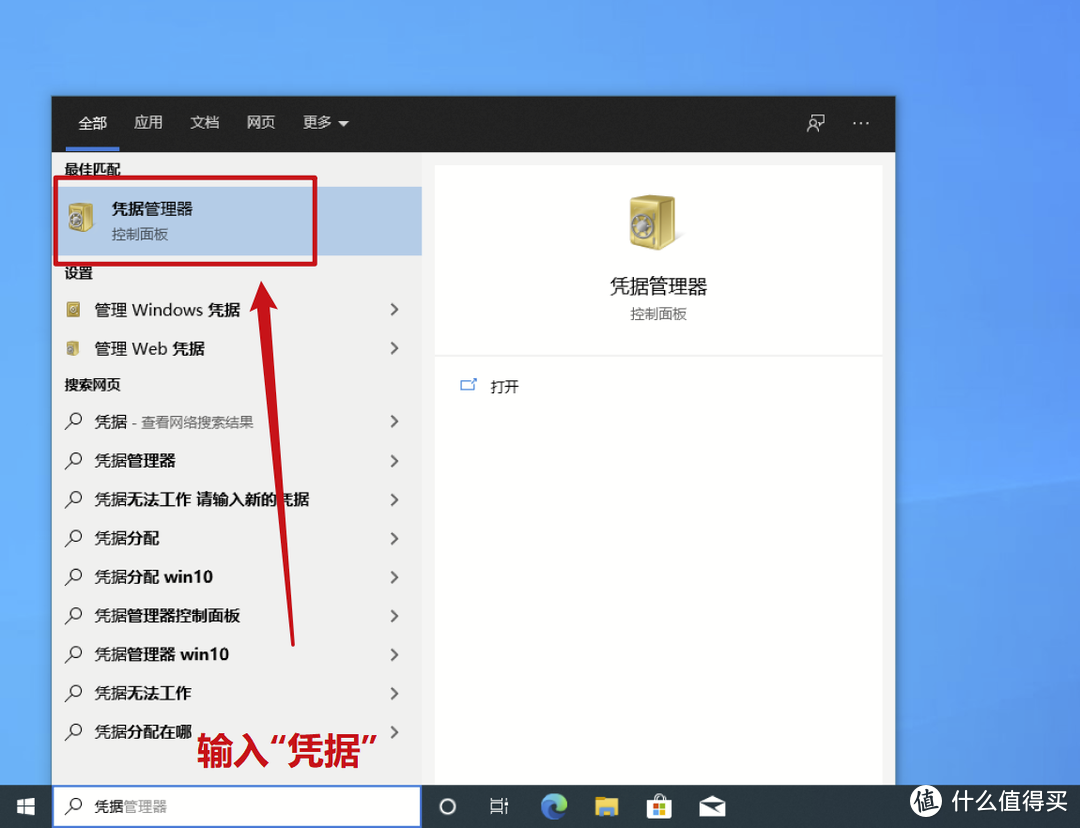 全部 应用 文档 网页 更多
最佳匹配
凭据管理器
控制面板
设置
管理 Windows 凭据
管理 Web 凭据
搜索网页
凭据 - 查看网络搜索结果
凭据管理器
凭据无法工作 请输入新的凭据
凭据分配
凭据分配 win10
凭据管理器控制面板
凭据管理器 win10
凭据无法工作
凭据分配在哪
输入“凭据”
凭据管理器
凭据管理器
控制面板
打开
值 什么值得买